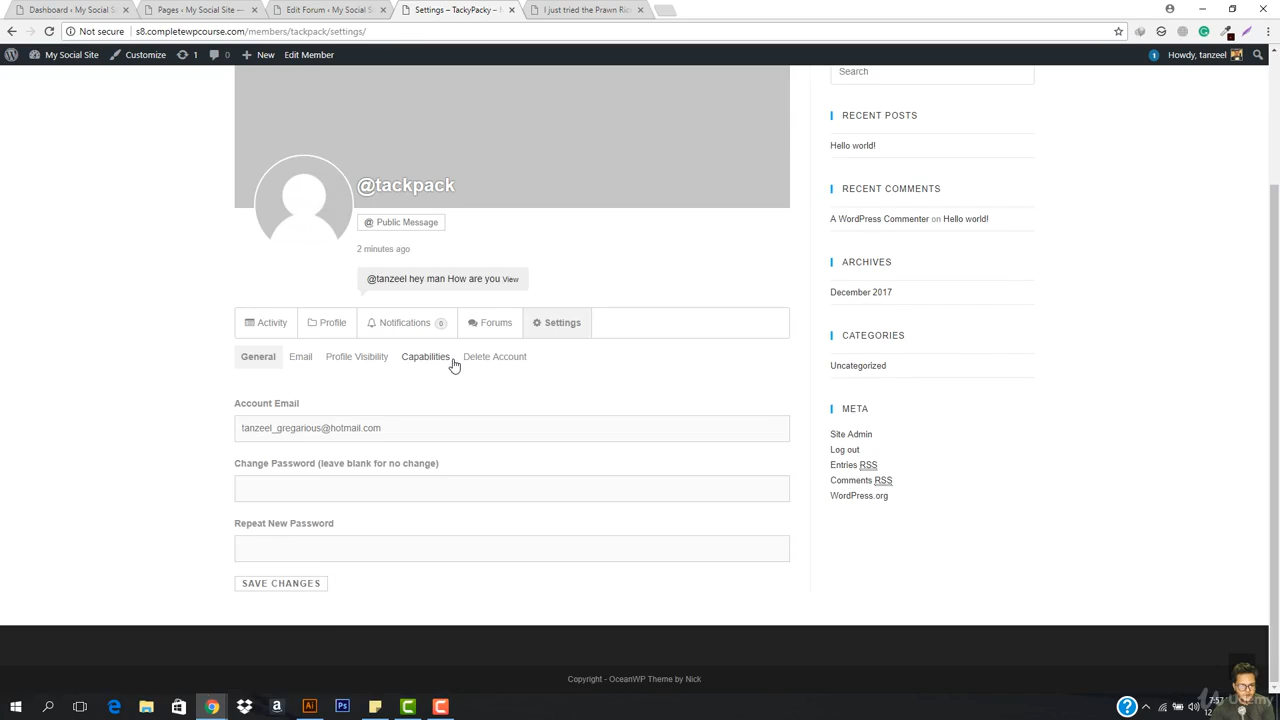 Dashboard ‹ My Social S
Pages ‹ My Social Site —
Edit Forum ‹ My Social S
Settings – TackyPacky –
I just tried the Prawn Ric
Not secure
s8.completewpcourse.com/members/tackpack/settings/
My Social Site
Customize
1
0
New
Edit Member
1
Howdy, tanzeel
Search
@tackpack
@ Public Message
2 minutes ago
@tanzeel hey man How are you View
Activity
Profile
Notifications 0
Forums
Settings
General
Email
Profile Visibility
Capabilities
Delete Account
Account Email
tanzeel_gregarious@hotmail.com
Change Password (leave blank for no change)
Repeat New Password
SAVE CHANGES
RECENT POSTS
Hello world!
RECENT COMMENTS
A WordPress Commenter on Hello world!
ARCHIVES
December 2017
CATEGORIES
Uncategorized
META
Site Admin
Log out
Entries RSS
Comments RSS
WordPress.org
Copyright - OceanWP Theme by Nick